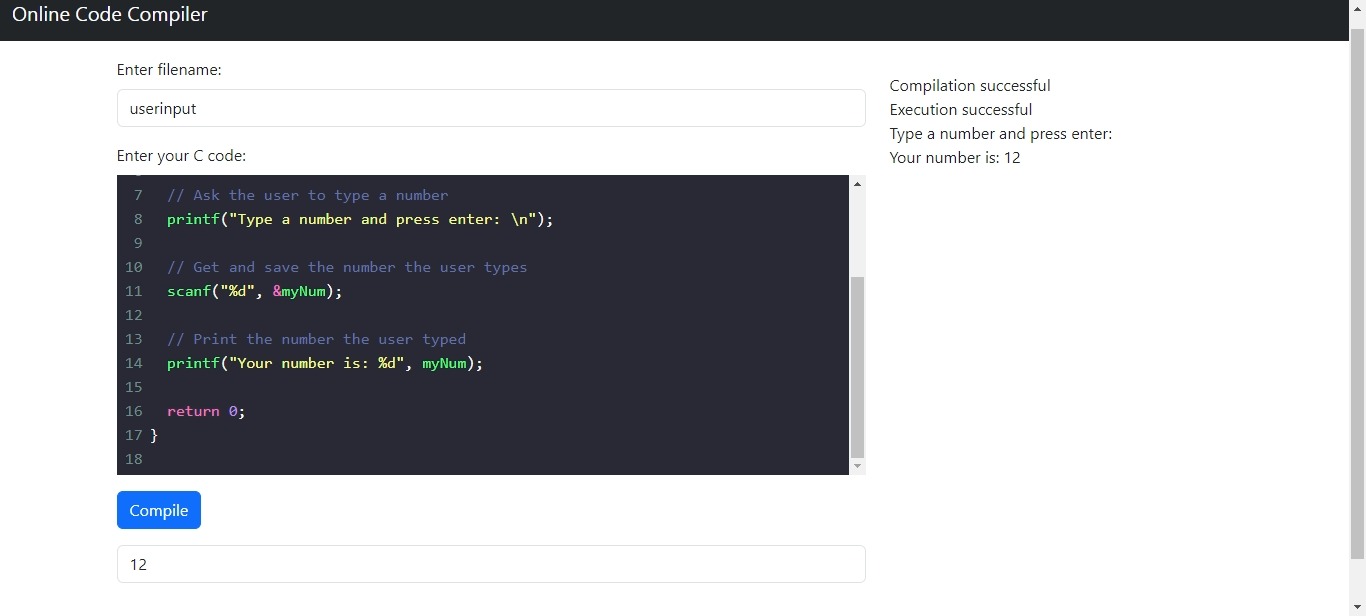 Online Code Compiler
Enter filename:
userinput
Enter your C code:
7 // Ask the user to type a number
8 printf("Type a number and press enter: \n");
9
10 // Get and save the number the user types
11 scanf("%d", &myNum);
12
13 // Print the number the user typed
14 printf("Your number is: %d", myNum);
15
16 return 0;
17 }
18
Compile
12
Compilation successful
Execution successful
Type a number and press enter:
Your number is: 12